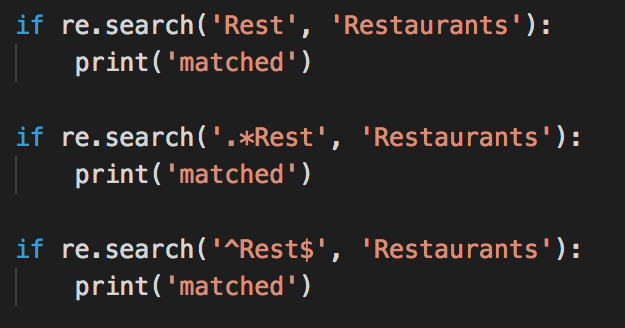 if re.search('Rest', 'Restaurants'):
    print('matched')
if re.search('.*Rest', 'Restaurants'):
    print('matched')
if re.search('^Rest$', 'Restaurants'):
    print('matched')